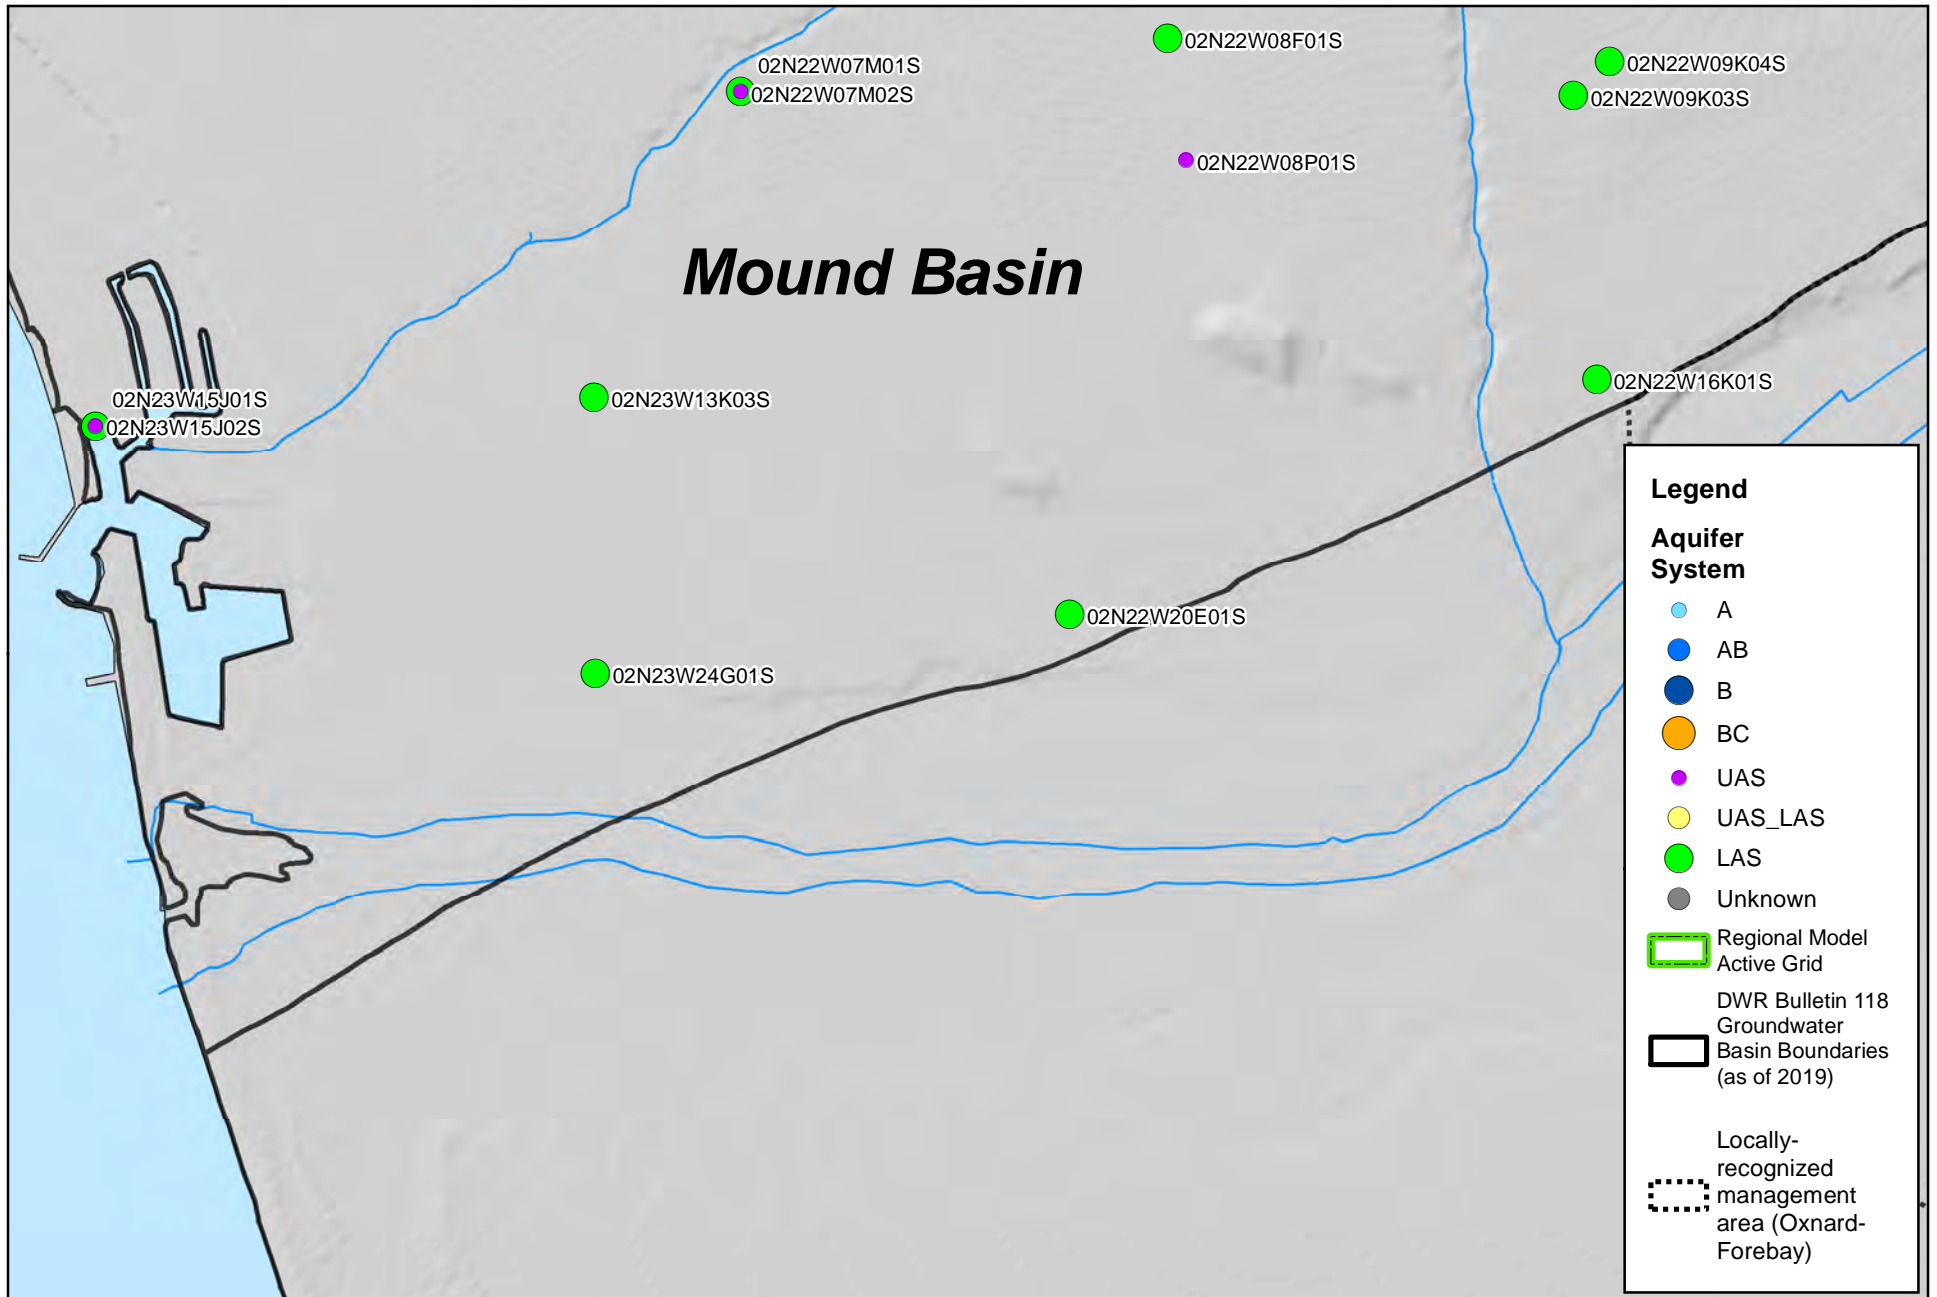 02N22W08F01S
02N22W09K04S
02N22W07M01S
02N22W07M02S
02N22W09K03S
02N22W08P01S
Mound Basin
02N22W16K01S
02N23W15J01S
02N23W13K03S
02N23W15J02S
02N22W20E01S
02N23W24G01S
Legend
Aquifer
System
A
AB
B
BC
UAS
UAS_LAS
LAS
Unknown
Regional Model
Active Grid
DWR Bulletin 118
Groundwater
Basin Boundaries
(as of 2019)
Locally-
recognized
management
area (Oxnard-
Forebay)